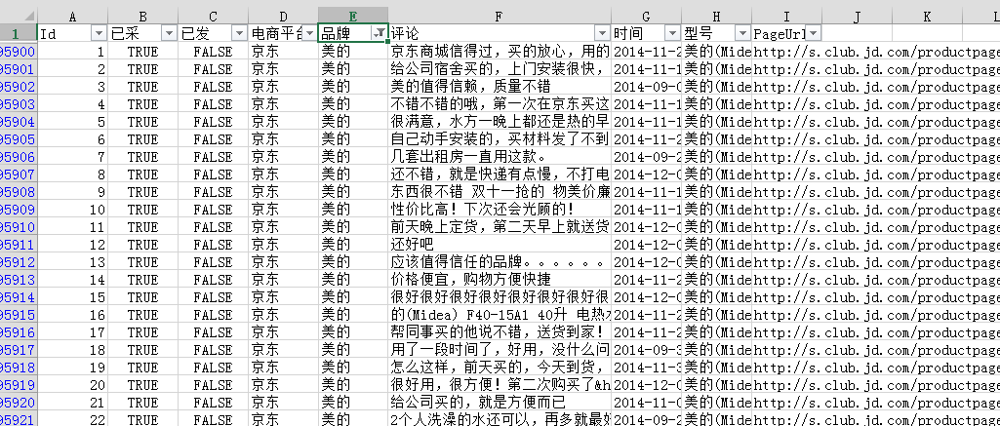 A B C D E F G H I J K L
1 Id 已采 已发 电商平台 品牌 评论 时间 型号 PageUrl
95900 1 TRUE FALSE 京东 美的 京东商城信得过，买的放心，用的 2014-11-2 美的(Mide http://s.club.jd.com/productpage
95901 2 TRUE FALSE 京东 美的 给公司宿舍买的，上门安装很快， 2014-11-1 美的(Mide http://s.club.jd.com/productpage
95902 3 TRUE FALSE 京东 美的 美的值得信赖，质量不错 2014-09-0 美的(Mide http://s.club.jd.com/productpage
95903 4 TRUE FALSE 京东 美的 不错不错的哦，第一次在京东买这 2014-11-1 美的(Mide http://s.club.jd.com/productpage
95904 5 TRUE FALSE 京东 美的 很满意，水方一晚上都还是热的早 2014-11-1 美的(Mide http://s.club.jd.com/productpage
95905 6 TRUE FALSE 京东 美的 自己动手安装的，买材料发了不到 2014-11-2 美的(Mide http://s.club.jd.com/productpage
95906 7 TRUE FALSE 京东 美的 几套出租房一直用这款。 2014-09-2 美的(Mide http://s.club.jd.com/productpage
95907 8 TRUE FALSE 京东 美的 还不错，就是快递有点慢，不打电 2014-12-0 美的(Mide http://s.club.jd.com/productpage
95908 9 TRUE FALSE 京东 美的 东西很不错 双十一抢的 物美价廉 2014-11-1 美的(Mide http://s.club.jd.com/productpage
95909 10 TRUE FALSE 京东 美的 性价比高！下次还会光顾的！ 2014-11-1 美的(Mide http://s.club.jd.com/productpage
95910 11 TRUE FALSE 京东 美的 前天晚上定货，第二天早上就送货 2014-12-0 美的(Mide http://s.club.jd.com/productpage
95911 12 TRUE FALSE 京东 美的 还好吧 2014-12-0 美的(Mide http://s.club.jd.com/productpage
95912 13 TRUE FALSE 京东 美的 应该值得信任的品牌。。。。。。 2014-12-0 美的(Mide http://s.club.jd.com/productpage
95913 14 TRUE FALSE 京东 美的 价格便宜，购物方便快捷 2014-11-2 美的(Mide http://s.club.jd.com/productpage
95914 15 TRUE FALSE 京东 美的 很好很好很好很好很好很好很好很 2014-12-0 美的(Mide http://s.club.jd.com/productpage
95915 16 TRUE FALSE 京东 美的 的(Midea) F40-15A1 40升 电热水 2014-11-2 美的(Mide http://s.club.jd.com/productpage
95916 17 TRUE FALSE 京东 美的 帮同事买的他说不错，送货到家！ 2014-11-2 美的(Mide http://s.club.jd.com/productpage
95917 18 TRUE FALSE 京东 美的 用了一段时间了，好用，没什么问 2014-09-3 美的(Mide http://s.club.jd.com/productpage
95918 19 TRUE FALSE 京东 美的 怎么这样，前天买的，今天到货， 2014-11-3 美的(Mide http://s.club.jd.com/productpage
95919 20 TRUE FALSE 京东 美的 很好用，很方便！第二次购买了&h 2014-12-0 美的(Mide http://s.club.jd.com/productpage
95920 21 TRUE FALSE 京东 美的 给公司买的，就是方便而已 2014-11-0 美的(Mide http://s.club.jd.com/productpage
95921 22 TRUE FALSE 京东 美的 2个人洗澡的水还可以，再多就最好 2014-09-2 美的(Mide http://s.club.jd.com/productpage